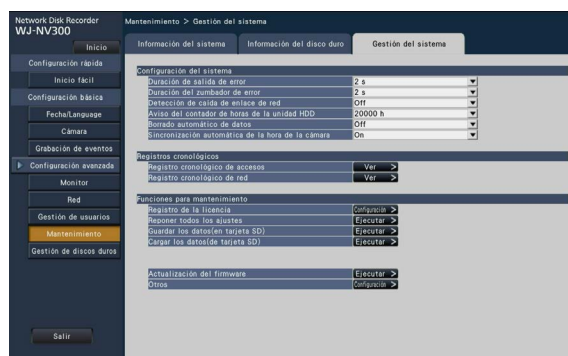 Network Disk Recorder
WJ-NV300
Mantenimiento > Gestión del sistema
Inicio
Información del sistema
Información del disco duro
Gestión del sistema
Configuración rápida
Inicio fácil
Configuración básica
Fecha/Language
Cámara
Grabación de eventos
Configuración avanzada
Monitor
Red
Gestión de usuarios
Mantenimiento
Gestión de discos duros
Salir
Configuración del sistema
Duración de salida de error 2 s
Duración del zumbador de error 2 s
Detección de caída de enlace de red Off
Aviso del contador de horas de la unidad HDD 20000 h
Borrado automático de datos Off
Sincronización automática de la hora de la cámara On
Registros cronológicos
Registro cronológico de accesos Ver >
Registro cronológico de red Ver >
Funciones para mantenimiento
Registro de la licencia Configuración >
Reponer todos los ajustes Ejecutar >
Guardar los datos(en tarjeta SD) Ejecutar >
Cargar los datos(de tarjeta SD) Ejecutar >
Actualización del firmware Ejecutar >
Otros Configuración >